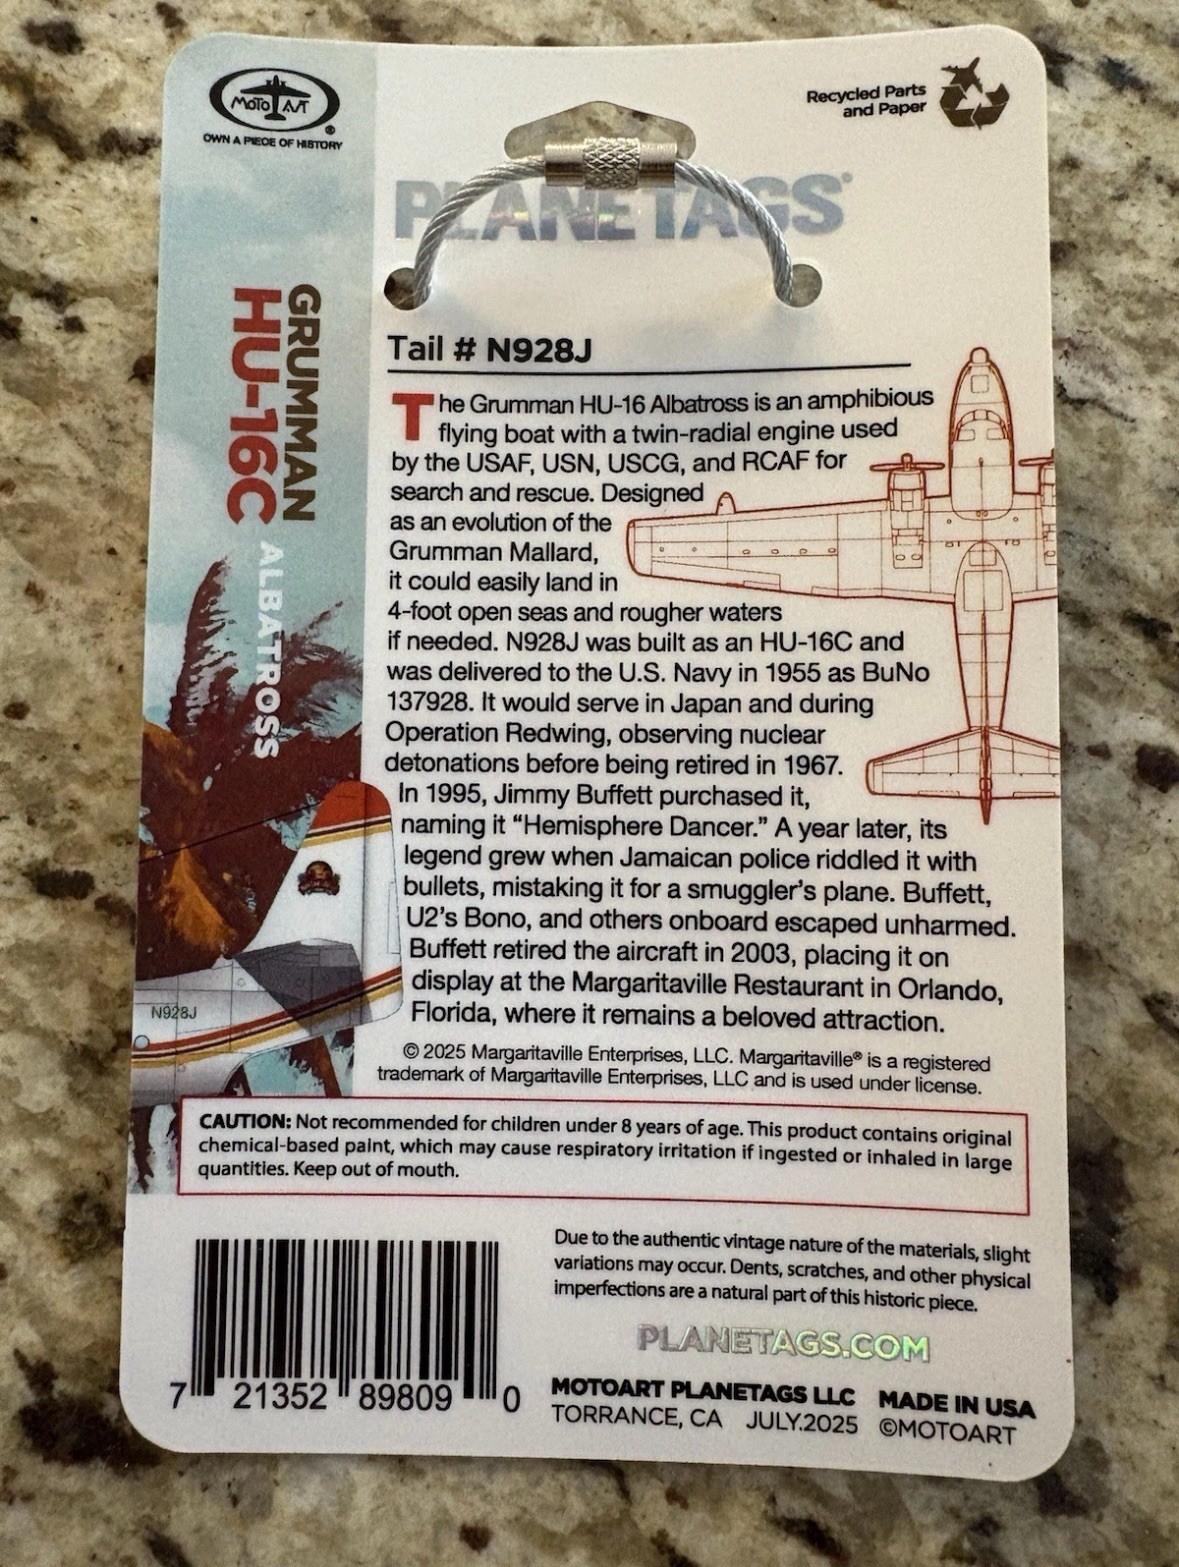 MOTO ART
OWN A PIECE OF HISTORY
Recycled Parts
and Paper
PLANETAGS
GRUMMAN
HU-16C
ALBATROSS
Tail # N928J
The Grumman HU-16 Albatross is an amphibious
flying boat with a twin-radial engine used
by the USAF, USN, USCG, and RCAF for
search and rescue. Designed
as an evolution of the
Grumman Mallard,
it could easily land in
4-foot open seas and rougher waters
if needed. N928J was built as an HU-16C and
was delivered to the U.S. Navy in 1955 as BuNo
137928. It would serve in Japan and during
Operation Redwing, observing nuclear
detonations before being retired in 1967.
In 1995, Jimmy Buffett purchased it,
naming it “Hemisphere Dancer.” A year later, its
legend grew when Jamaican police riddled it with
bullets, mistaking it for a smuggler's plane. Buffett,
U2's Bono, and others onboard escaped unharmed.
Buffett retired the aircraft in 2003, placing it on
display at the Margaritaville Restaurant in Orlando,
Florida, where it remains a beloved attraction.
N928J
© 2025 Margaritaville Enterprises, LLC. Margaritaville® is a registered
trademark of Margaritaville Enterprises, LLC and is used under license.
CAUTION: Not recommended for children under 8 years of age. This product contains original
chemical-based paint, which may cause respiratory irritation if ingested or inhaled in large
quantities. Keep out of mouth.
Due to the authentic vintage nature of the materials, slight
variations may occur. Dents, scratches, and other physical
imperfections are a natural part of this historic piece.
PLANETAGS.COM
7 21352 89809 0
MOTOART PLANETAGS LLC MADE IN USA
TORRANCE, CA JULY.2025 ©MOTOART